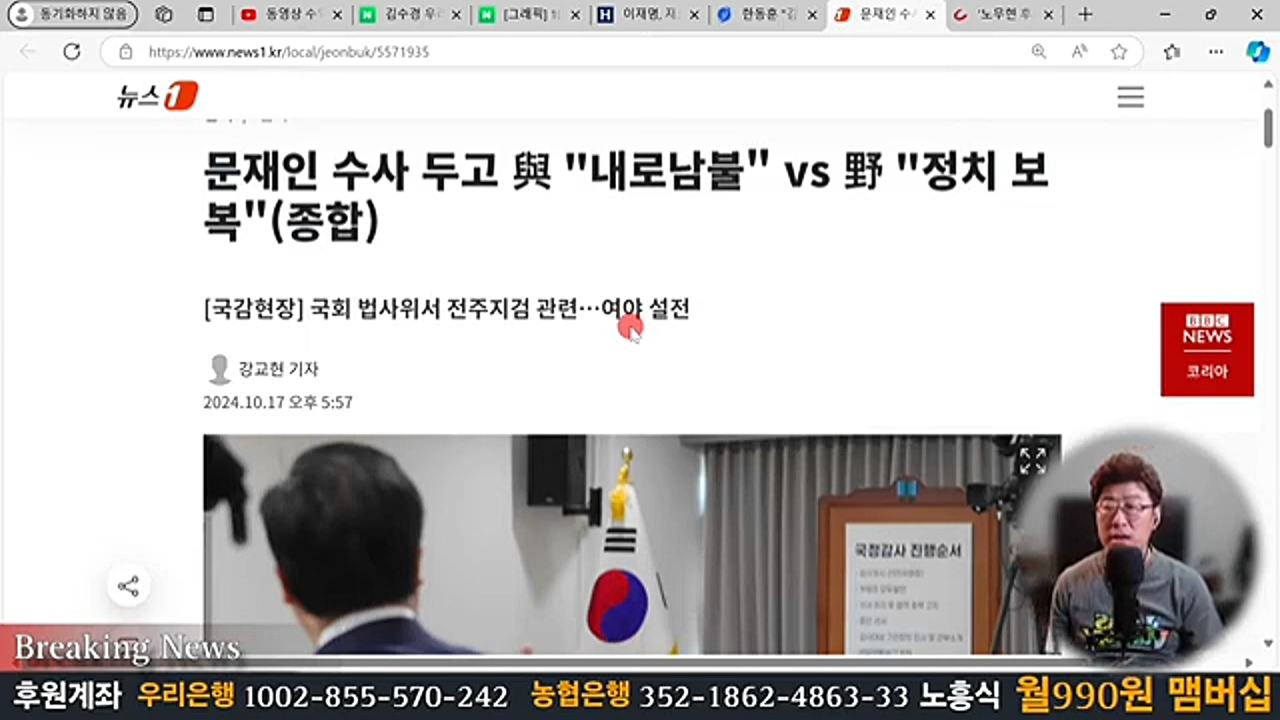 동기화하지 않음
동영상 수
김수경 우리
[그래픽]
이재명, 자
한동훈 "김
문재인 수사
'노무현 추
https://www.news1.kr/local/jeonbuk/5571935
뉴스1
문재인 수사 두고 與 "내로남불" vs 野 "정치 보
복"(종합)
[국감현장] 국회 법사위서 전주지검 관련…여야 설전
강교현 기자
2024.10.17 오후 5:57
BBC
NEWS
코리아
국정감사 진행순서
Breaking News
후원계좌 우리은행 1002-855-570-242 농협은행 352-1862-4863-33 노흥식 월990원 맴버십